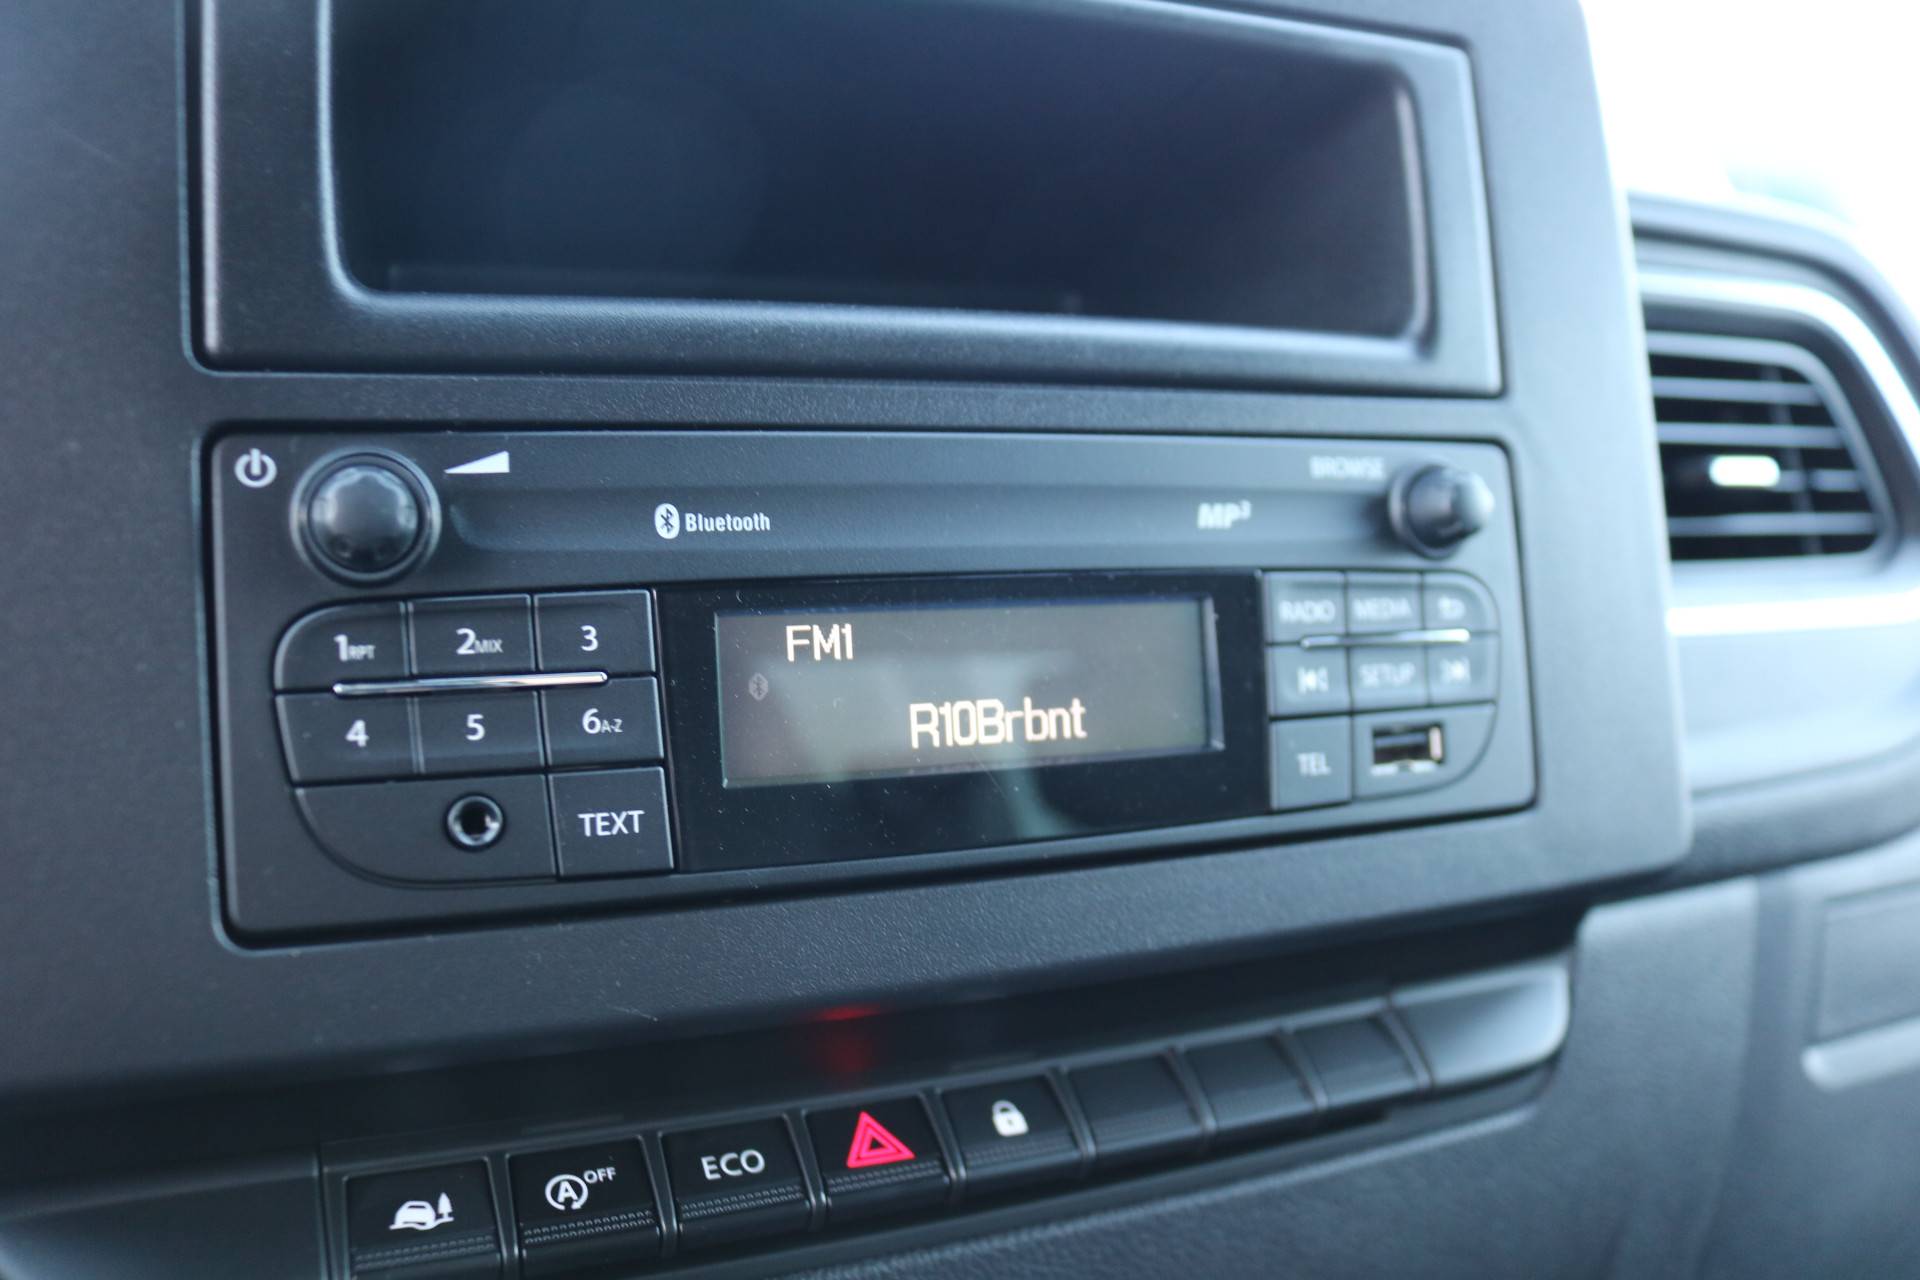 BROWSE
Bluetooth
MP3
1RPT 2MIX 3
FM1
RADIO MEDIA
R10Brbnt
SETUP
4 5 6A-Z
TEXT
TEL
A OFF
ECO